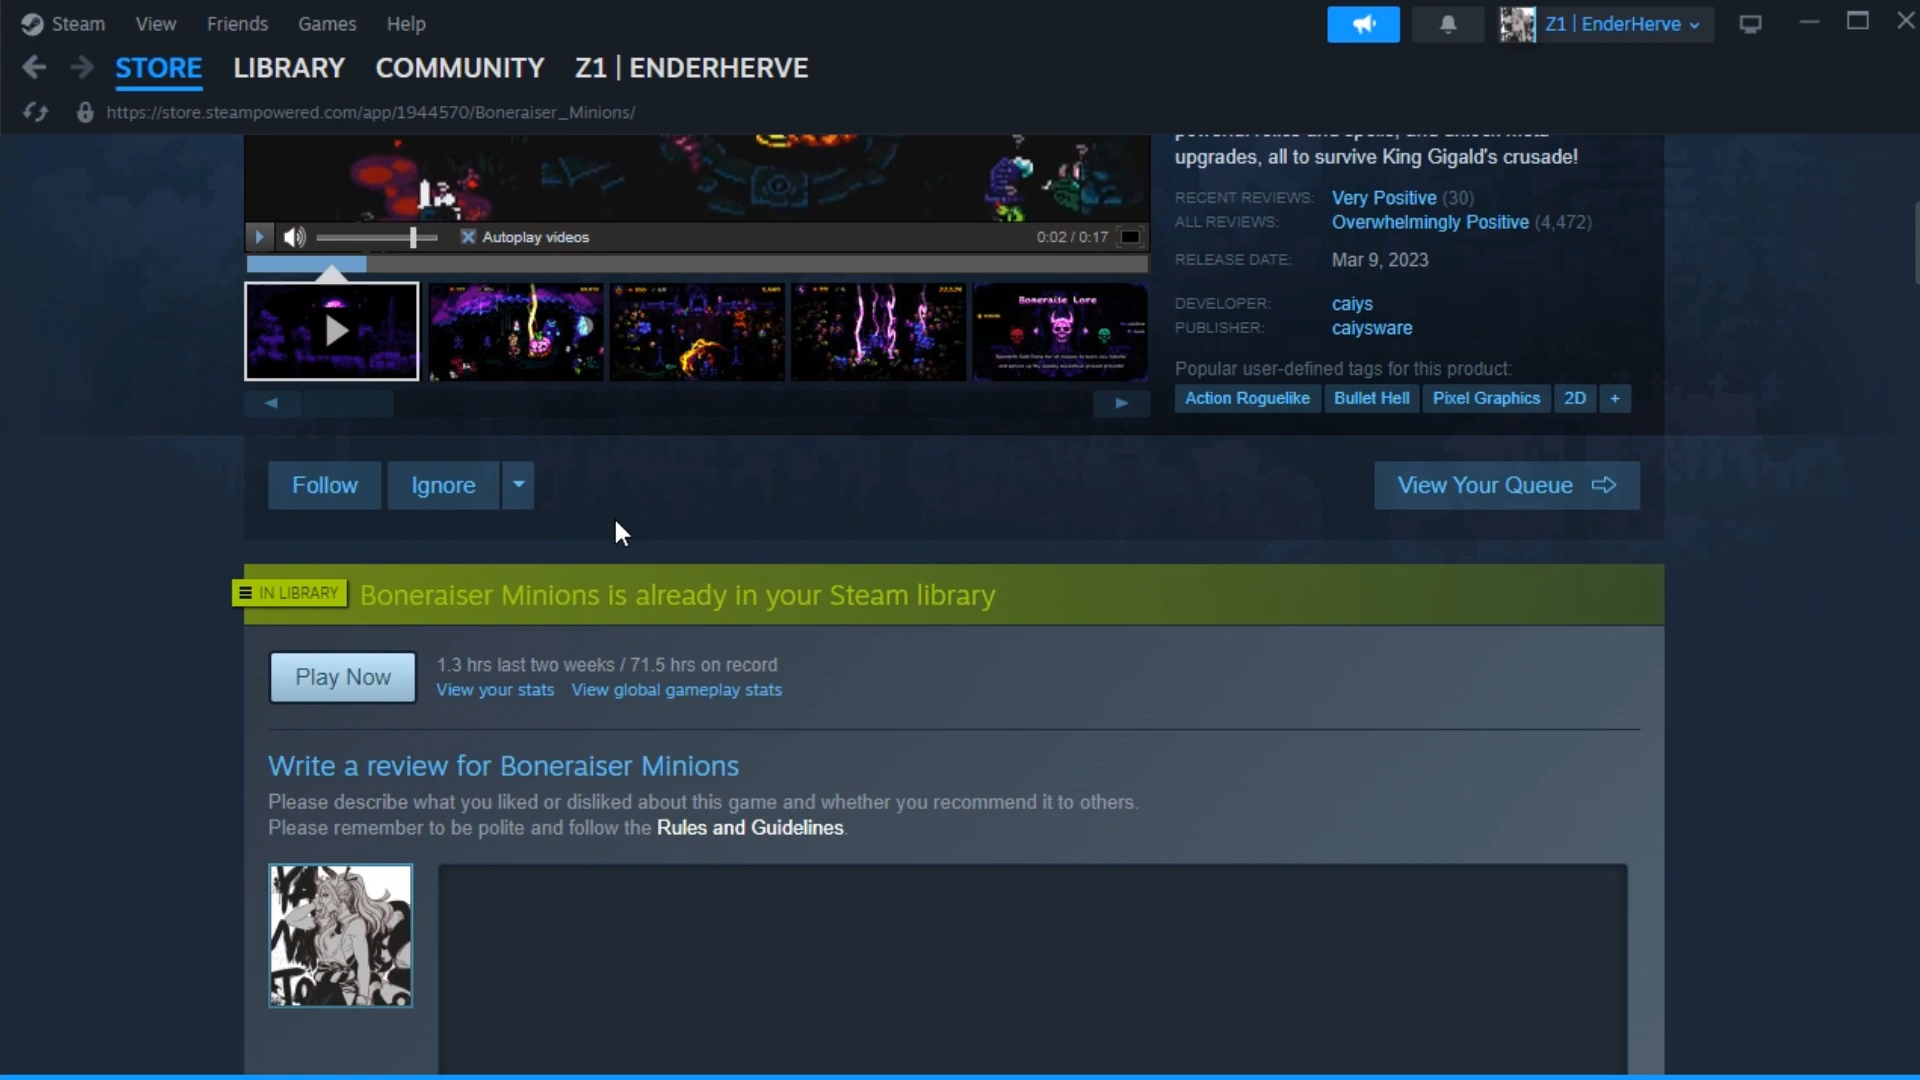 Steam View Friends Games Help
Z1 | EnderHerve
STORE LIBRARY COMMUNITY Z1 | ENDERHERVE
https://store.steampowered.com/app/1944570/Boneraiser_Minions/
upgrades, all to survive King Gigald's crusade!
RECENT REVIEWS: Very Positive (30)
ALL REVIEWS: Overwhelmingly Positive (4,472)
RELEASE DATE: Mar 9, 2023
DEVELOPER: caiys
PUBLISHER: caiysware
Popular user-defined tags for this product:
Action Roguelike Bullet Hell Pixel Graphics 2D +
Autoplay videos 0:02 / 0:17
Boneraise Lore
Follow Ignore View Your Queue
IN LIBRARY Boneraiser Minions is already in your Steam library
Play Now
1.3 hrs last two weeks / 71.5 hrs on record
View your stats View global gameplay stats
Write a review for Boneraiser Minions
Please describe what you liked or disliked about this game and whether you recommend it to others.
Please remember to be polite and follow the Rules and Guidelines.